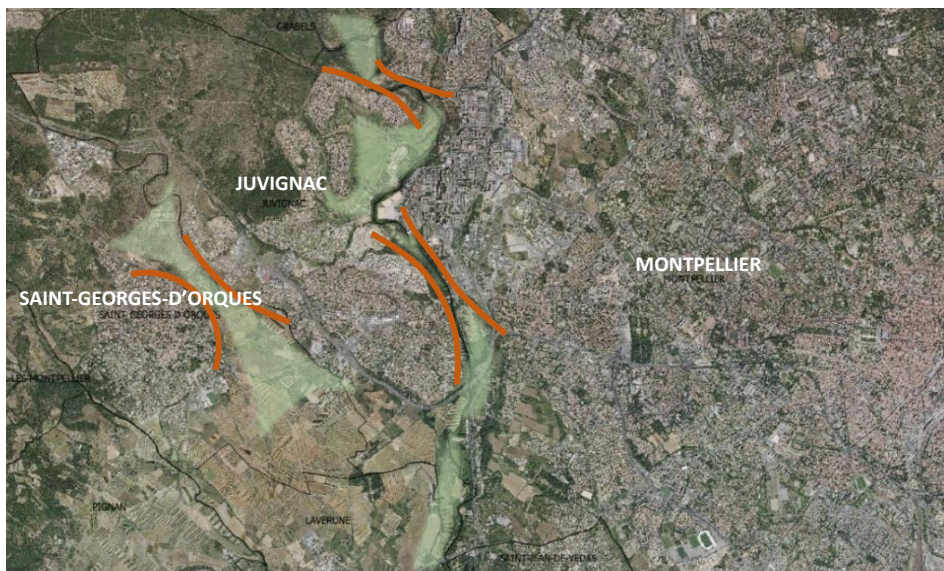 GRABELS
JUVIGNAC
JUVIGNAC
MONTPELLIER
MONTPELLIER
SAINT-GEORGES-D'ORQUES
SAINT-GEORGES D'ORQUES
LES-MONTPELLIER
PIGNAN
LAVERUNE
SAINT-JEAN-DE-VEDAS